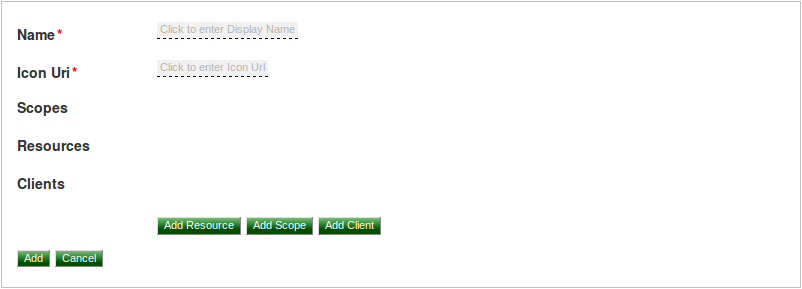 Name* Click to enter Display Name
Icon Uri* Click to enter Icon Url
Scopes
Resources
Clients
Add Resource Add Scope Add Client
Add Cancel